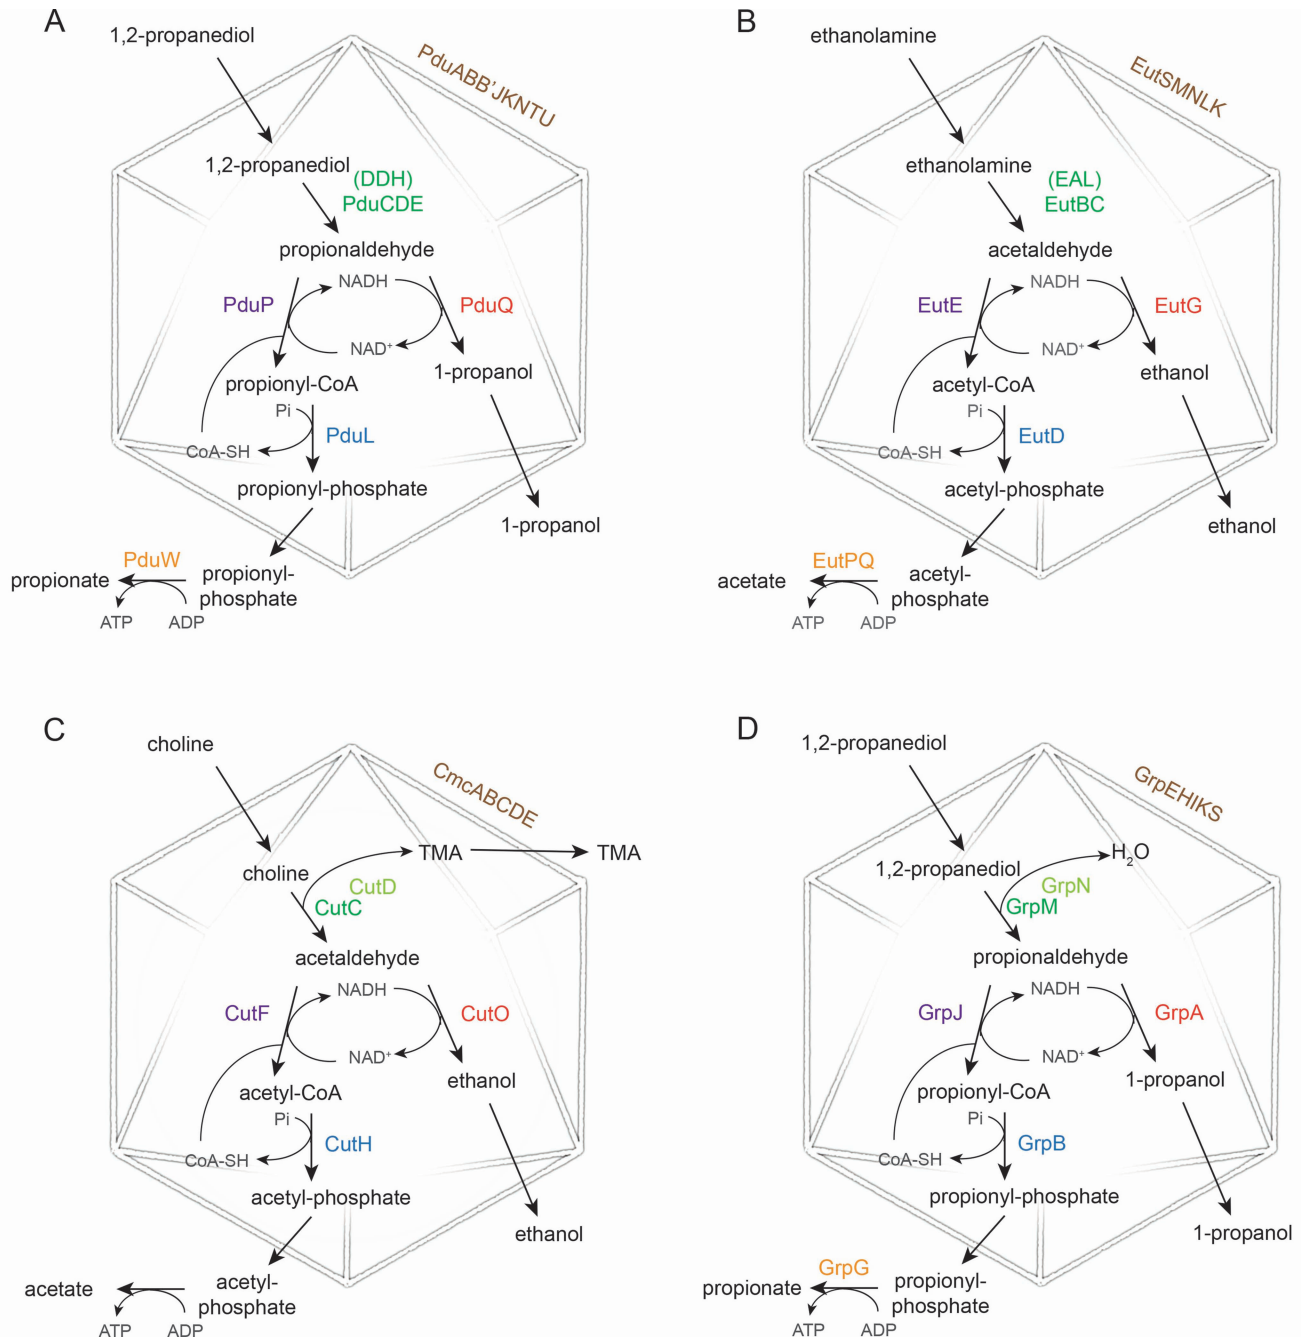 A
1,2-propanediol
PduABB'JKNTU
1,2-propanediol
(DDH)
PduCDE
propionaldehyde
NADH
PduP
PduQ
NAD+
1-propanol
propionyl-CoA
Pi
PduL
CoA-SH
propionyl-phosphate
1-propanol
PduW
propionate
propionyl-
phosphate
ATP
ADP
B
ethanolamine
EutSMNLK
ethanolamine
(EAL)
EutBC
acetaldehyde
NADH
EutE
EutG
NAD+
ethanol
acetyl-CoA
Pi
EutD
CoA-SH
acetyl-phosphate
ethanol
EutPQ
acetate
acetyl-
phosphate
ATP
ADP
C
choline
CmcABCDE
TMA
TMA
choline
CutD
CutC
acetaldehyde
NADH
CutF
CutO
NAD+
ethanol
acetyl-CoA
Pi
CutH
CoA-SH
acetyl-phosphate
ethanol
acetate
acetyl-
phosphate
ATP
ADP
D
1,2-propanediol
GrpEHIKS
H2O
1,2-propanediol
GrpN
GrpM
propionaldehyde
NADH
GrpJ
GrpA
NAD+
1-propanol
propionyl-CoA
Pi
GrpB
CoA-SH
propionyl-phosphate
1-propanol
GrpG
propionate
propionyl-
phosphate
ATP
ADP